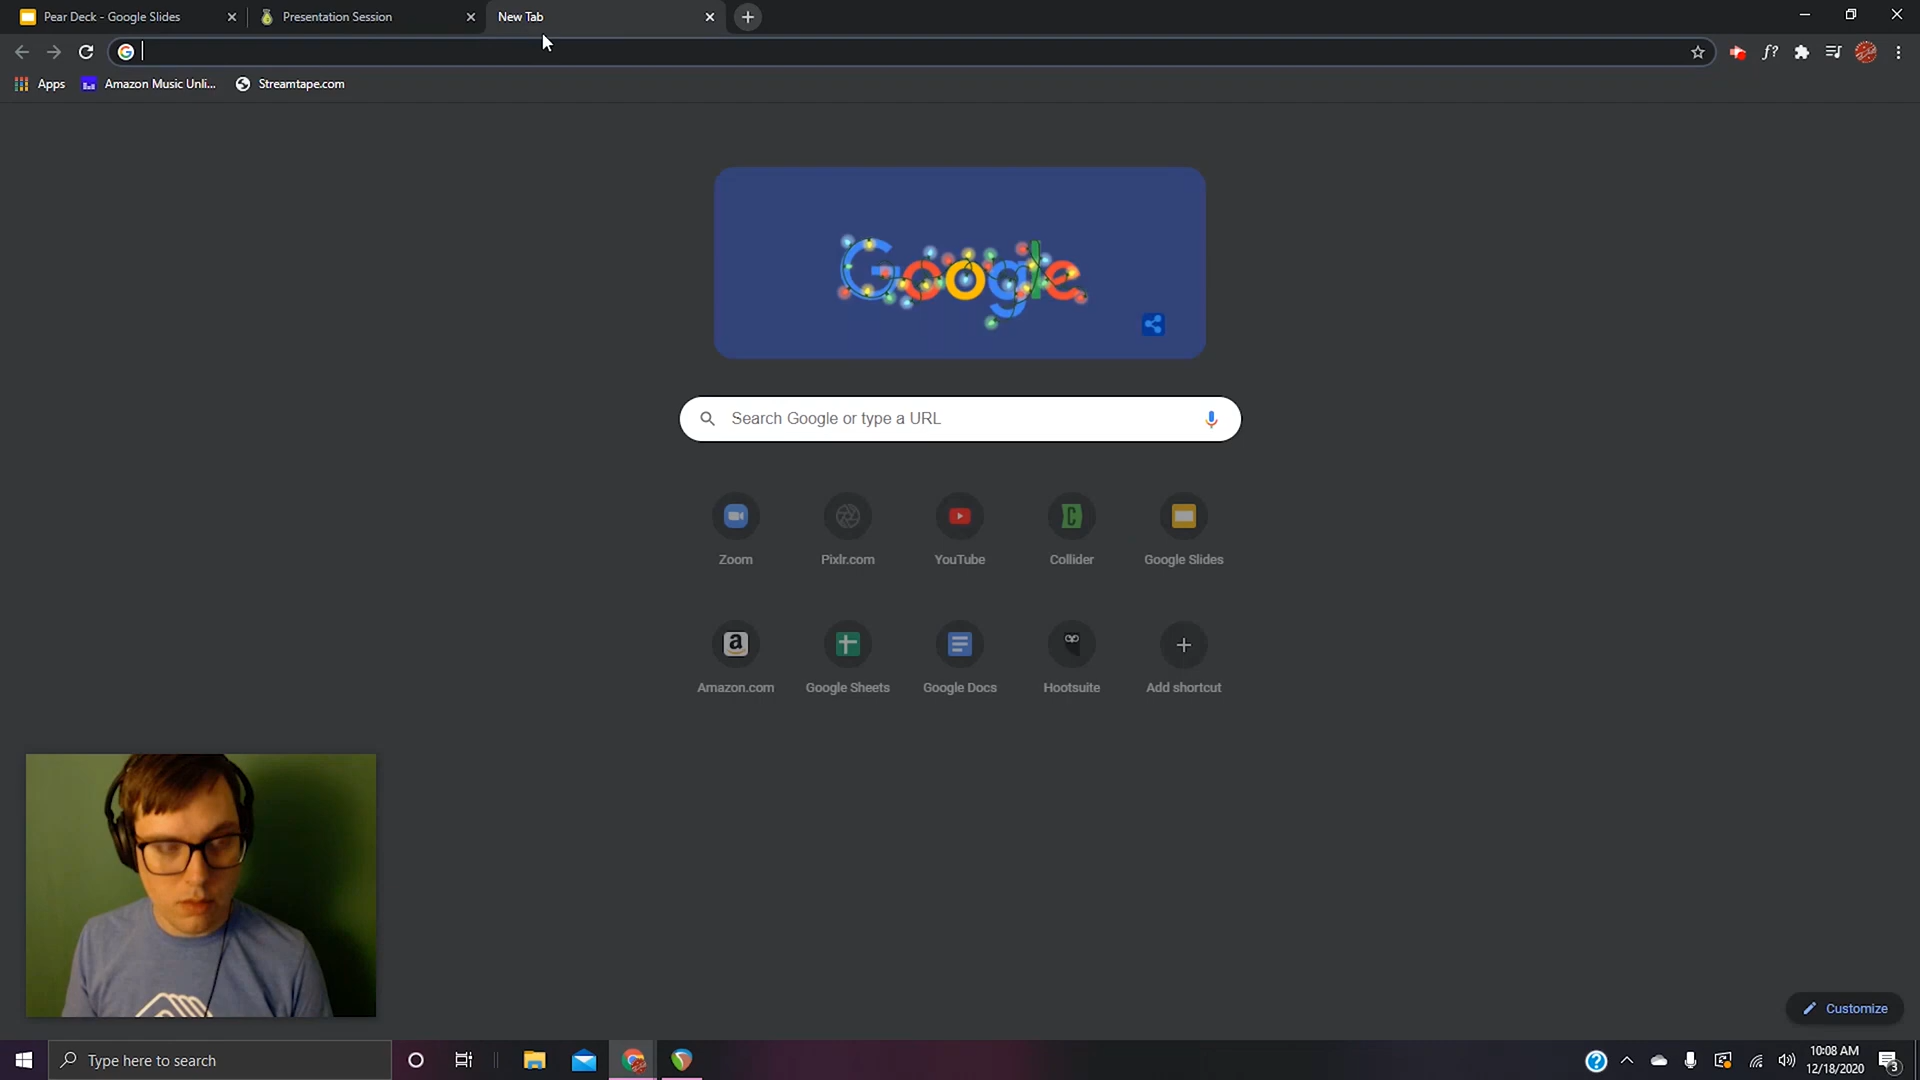 Pear Deck - Google Slides
Presentation Session
New Tab
Apps
Amazon Music Unli...
Streamtape.com
Google
Search Google or type a URL
Zoom
Pixlr.com
YouTube
Collider
Google Slides
Amazon.com
Google Sheets
Google Docs
Hootsuite
Add shortcut
Customize
Type here to search
10:08 AM
12/18/2020
3